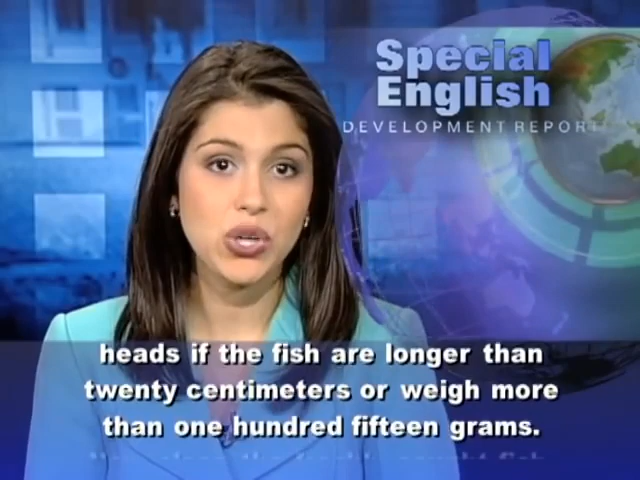 Special
English
DEVELOPMENT REPORT
heads if the fish are longer than
twenty centimeters or weigh more
than one hundred fifteen grams.